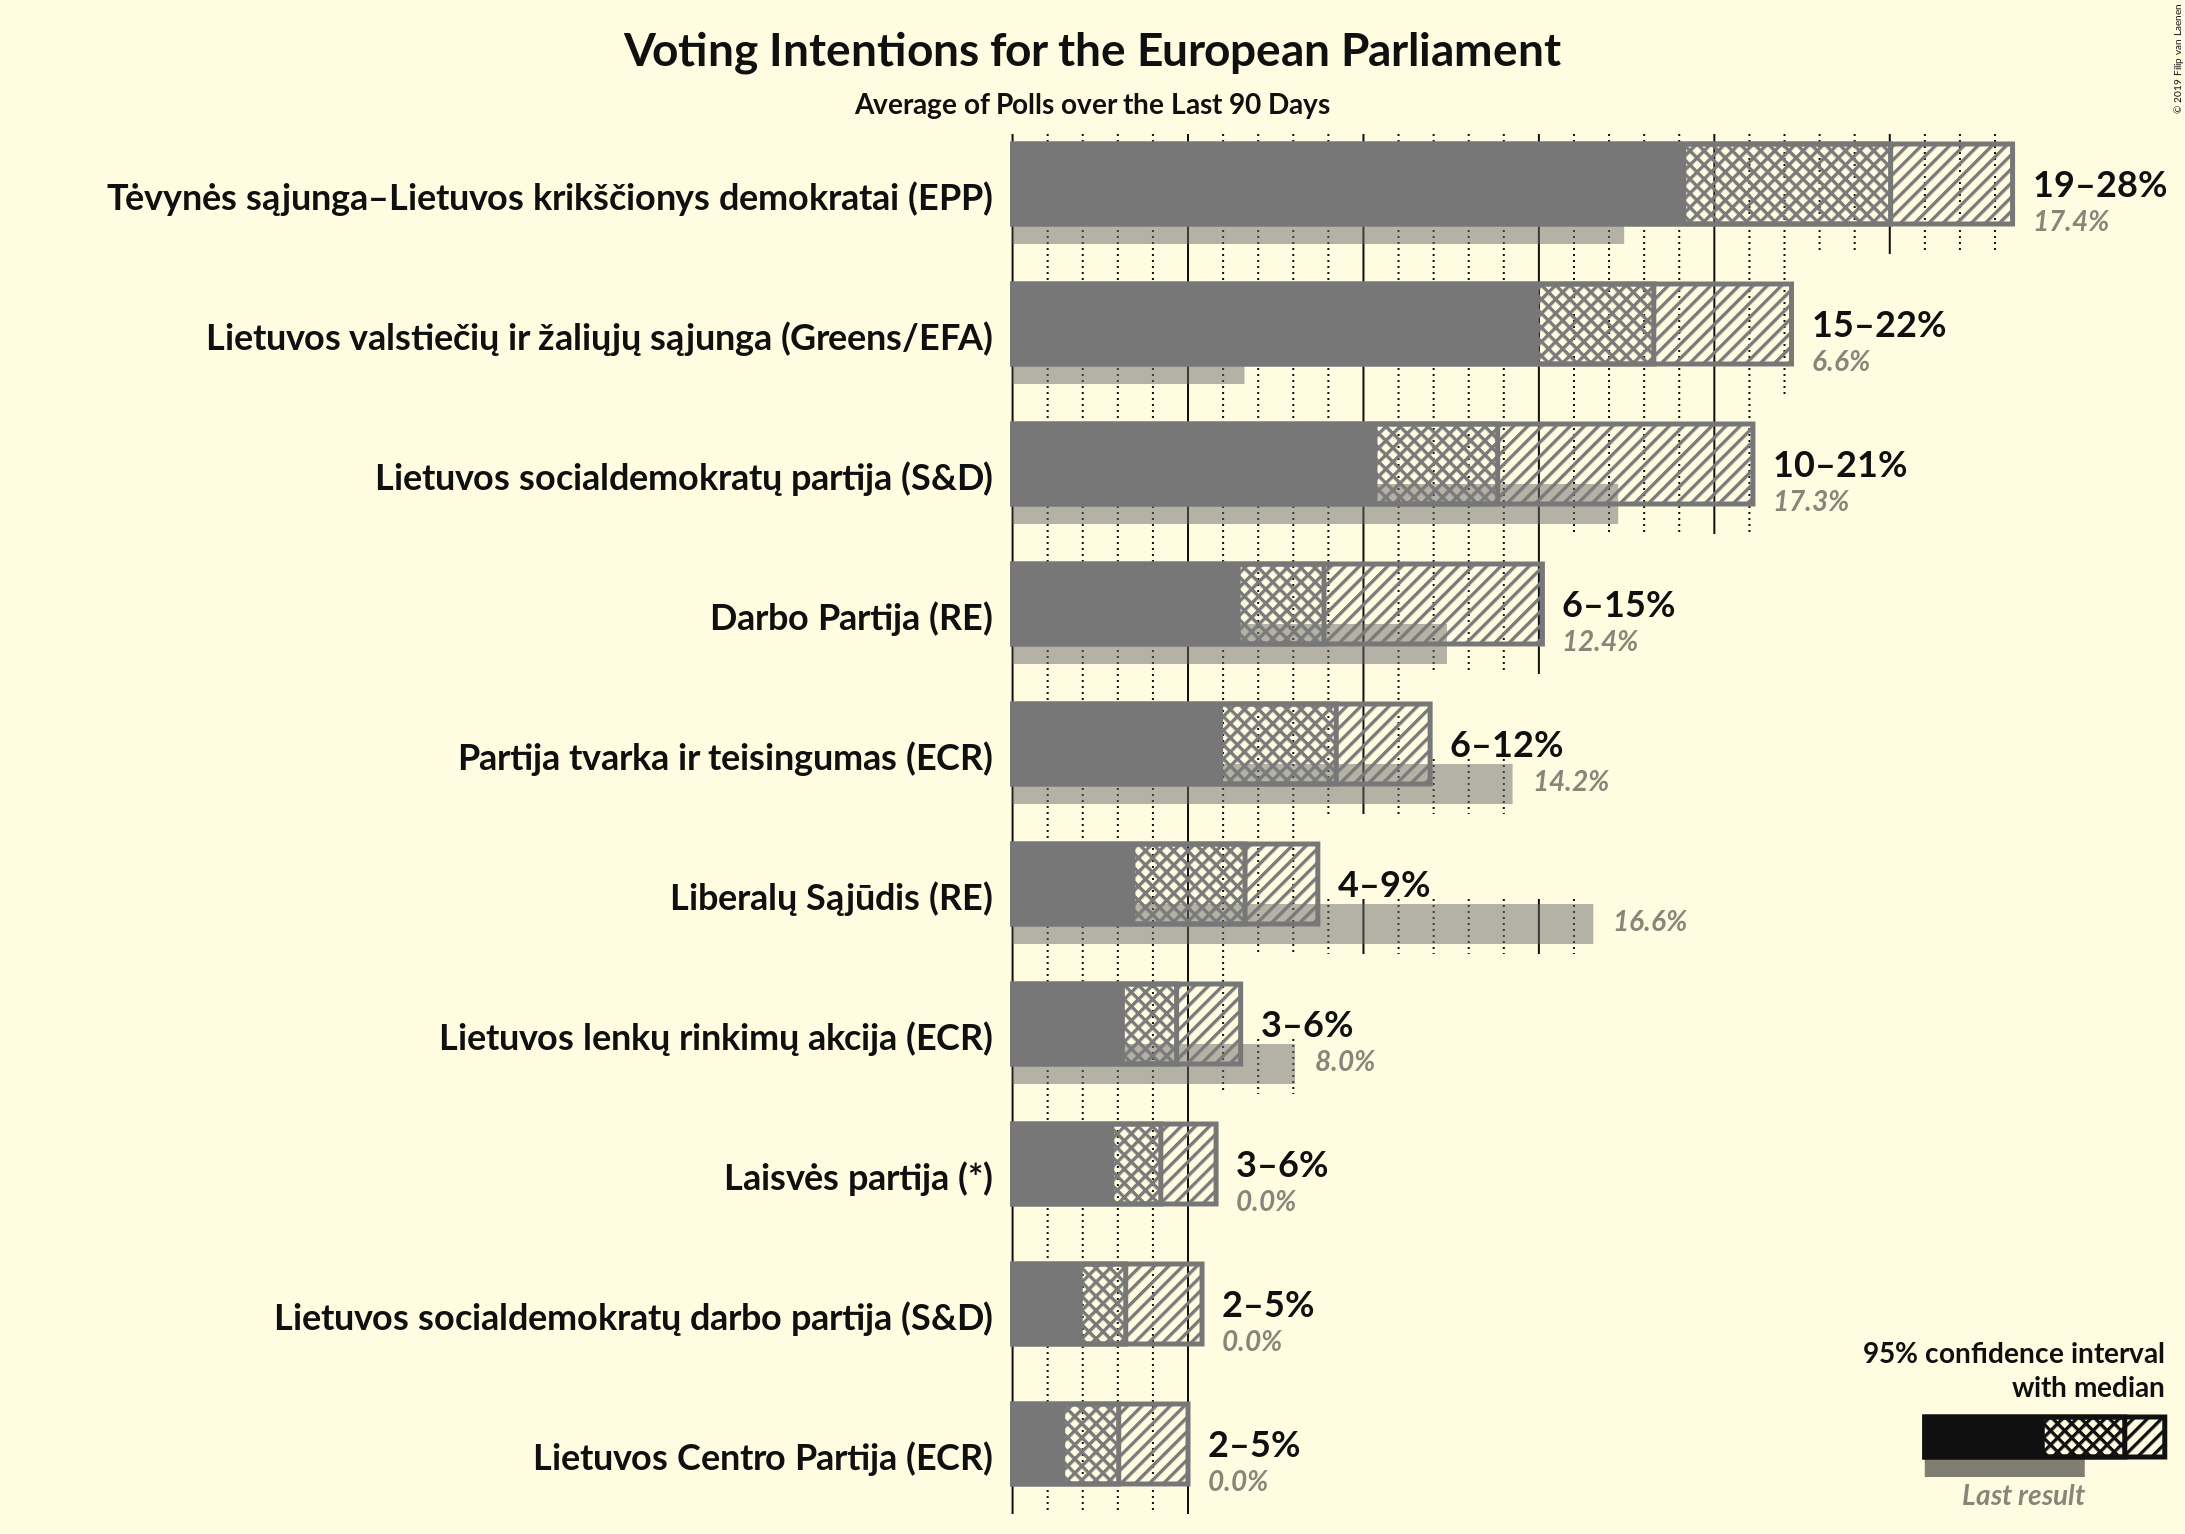 Voting Intentions for the European Parliament
Average of Polls over the Last 90 Days
© 2019 Filip van Laenen
Tėvynės sąjunga–Lietuvos krikščionys demokratai (EPP)
19–28%
17.4%
Lietuvos valstiečių ir žaliųjų sąjunga (Greens/EFA)
15–22%
6.6%
Lietuvos socialdemokratų partija (S&D)
10–21%
17.3%
Darbo Partija (RE)
6–15%
12.4%
Partija tvarka ir teisingumas (ECR)
6–12%
14.2%
Liberalų Sąjūdis (RE)
4–9%
16.6%
Lietuvos lenkų rinkimų akcija (ECR)
3–6%
8.0%
Laisvės partija (*)
3–6%
0.0%
Lietuvos socialdemokratų darbo partija (S&D)
2–5%
0.0%
Lietuvos Centro Partija (ECR)
2–5%
0.0%
95% confidence interval
with median
Last result